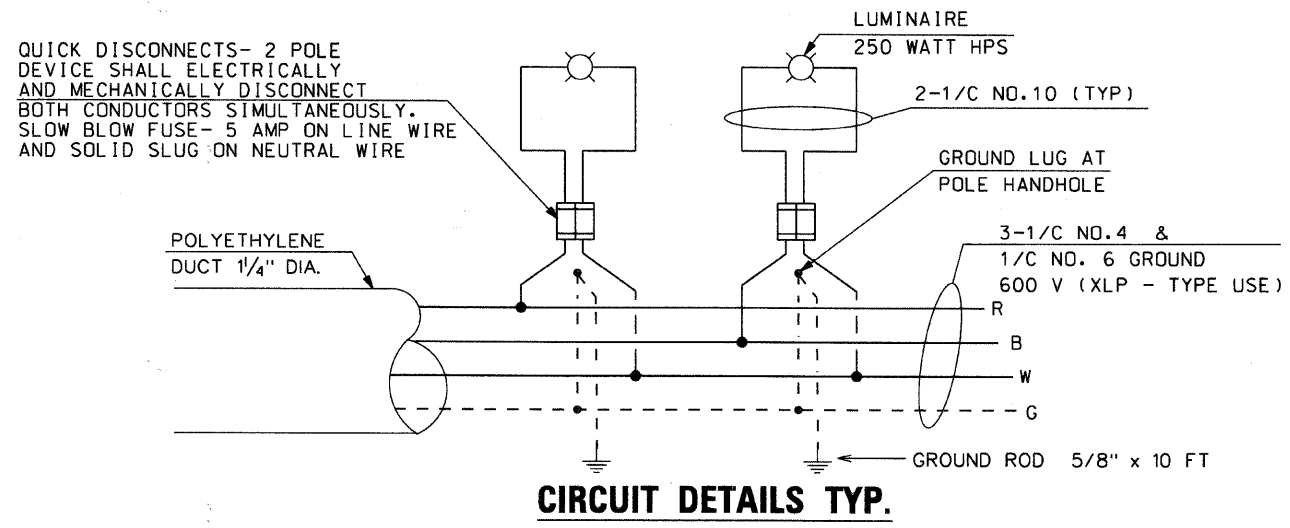 QUICK DISCONNECTS- 2 POLE
DEVICE SHALL ELECTRICALLY
AND MECHANICALLY DISCONNECT
BOTH CONDUCTORS SIMULTANEOUSLY.
SLOW BLOW FUSE- 5 AMP ON LINE WIRE
AND SOLID SLUG ON NEUTRAL WIRE
LUMINAIRE
250 WATT HPS
2-1/C NO.10 (TYP)
GROUND LUG AT
POLE HANDHOLE
POLYETHYLENE
DUCT 1 1/4" DIA.
3-1/C NO.4 &
1/C NO. 6 GROUND
600 V (XLP - TYPE USE)
R
B
W
G
GROUND ROD 5/8" x 10 FT
CIRCUIT DETAILS TYP.